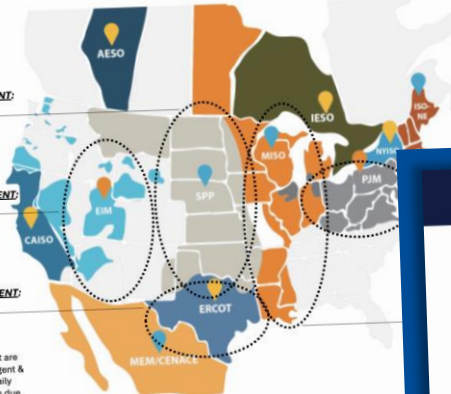 AESO
ENT:
IESO
ISO-
NE
MISO
NYISO
PJM
SPP
ENT:
EIM
CAISO
ENT:
ERCOT
MEM/CENACE
t are
gent &
aily
due